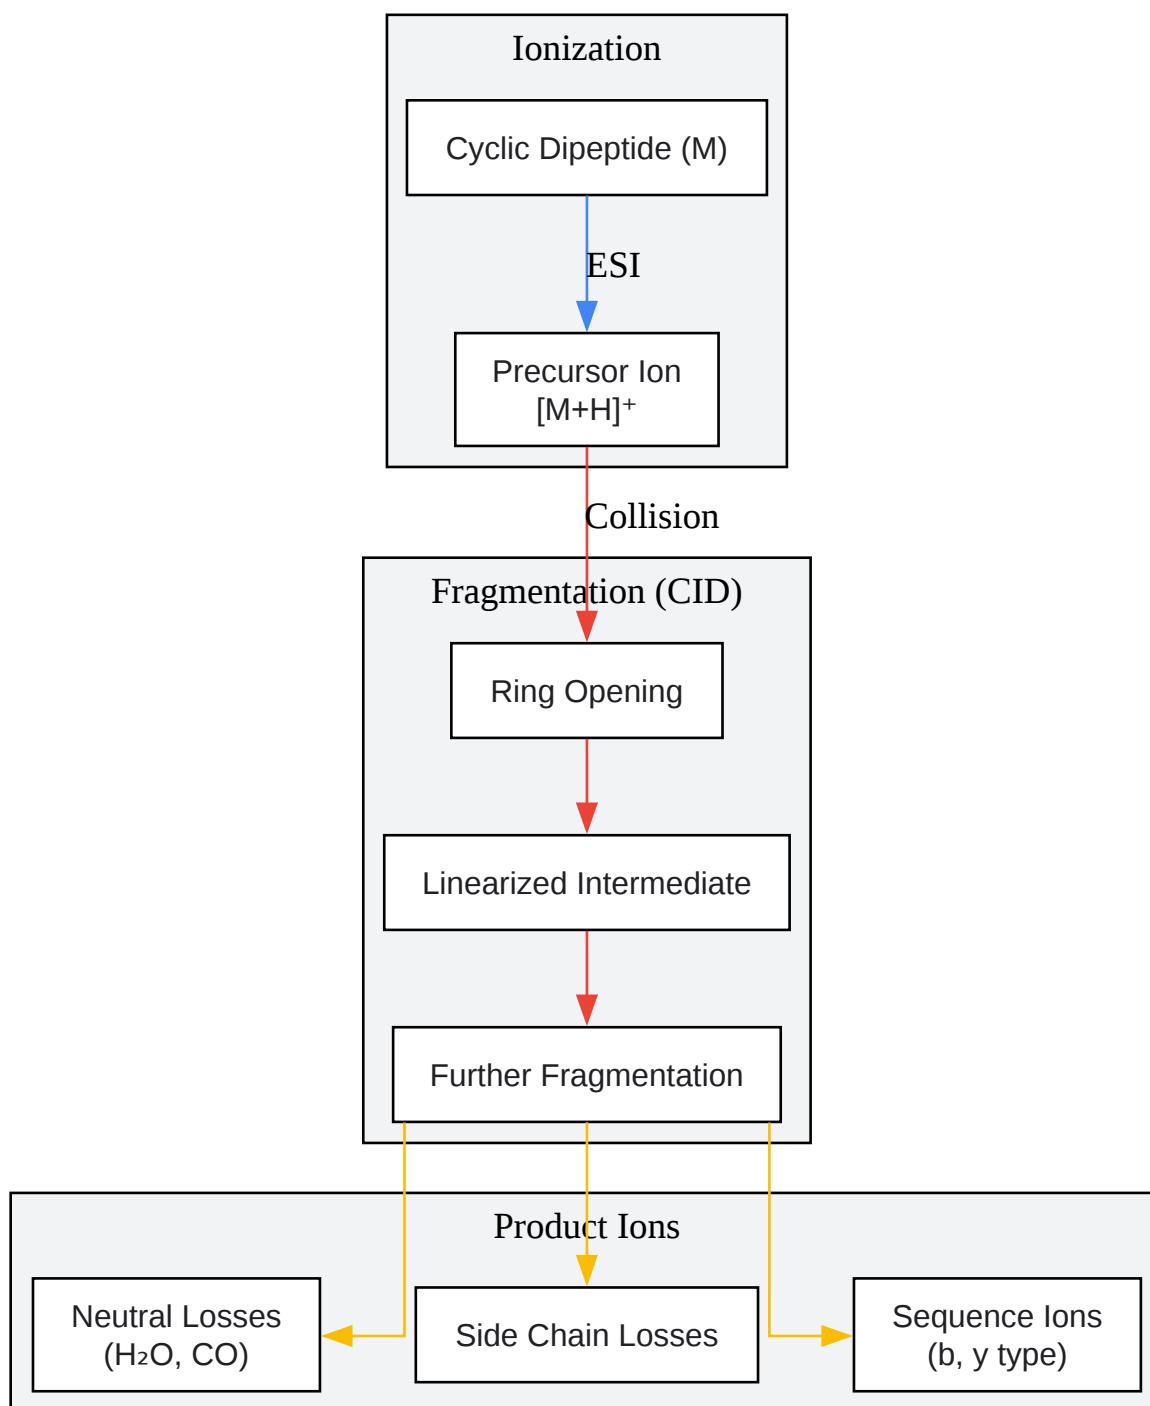 Ionization
Cyclic Dipeptide (M)
ESI
Precursor Ion
[M+H]⁺
Collision
Fragmentation (CID)
Ring Opening
Linearized Intermediate
Further Fragmentation
Product Ions
Neutral Losses
(H₂O, CO)
Side Chain Losses
Sequence Ions
(b, y type)